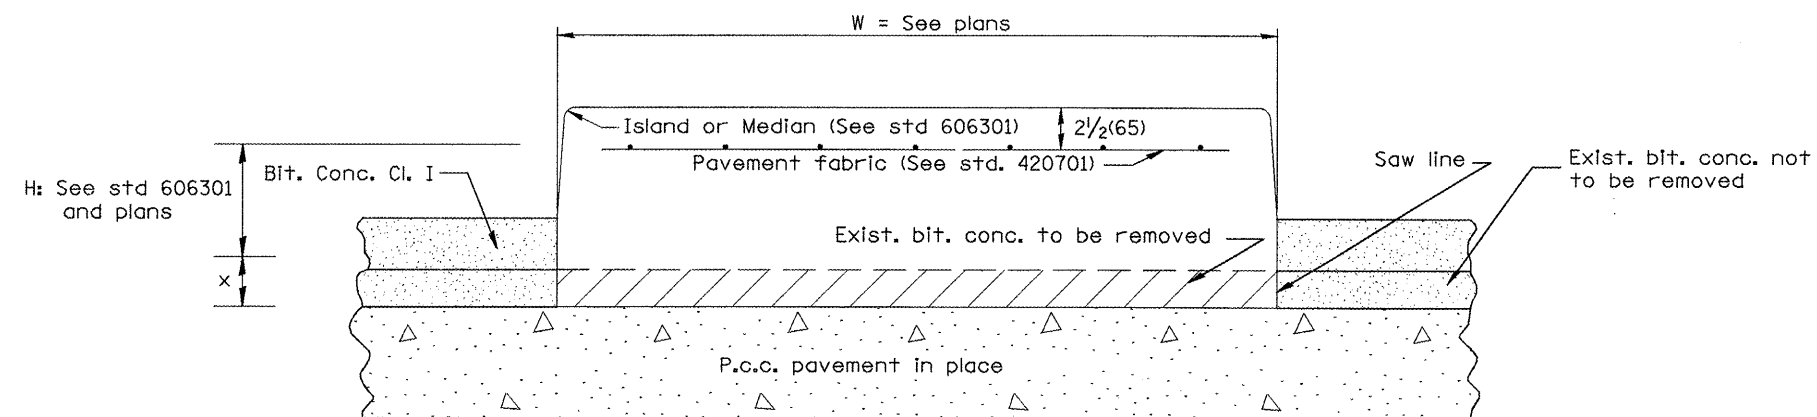 W = See plans
Island or Median (See std 606301)
2½(65)
Pavement fabric (See std. 420701)
Saw line
Exist. bit. conc. not
to be removed
H: See std 606301
and plans
Bit. Conc. Cl. I
Exist. bit. conc. to be removed
x
P.c.c. pavement in place